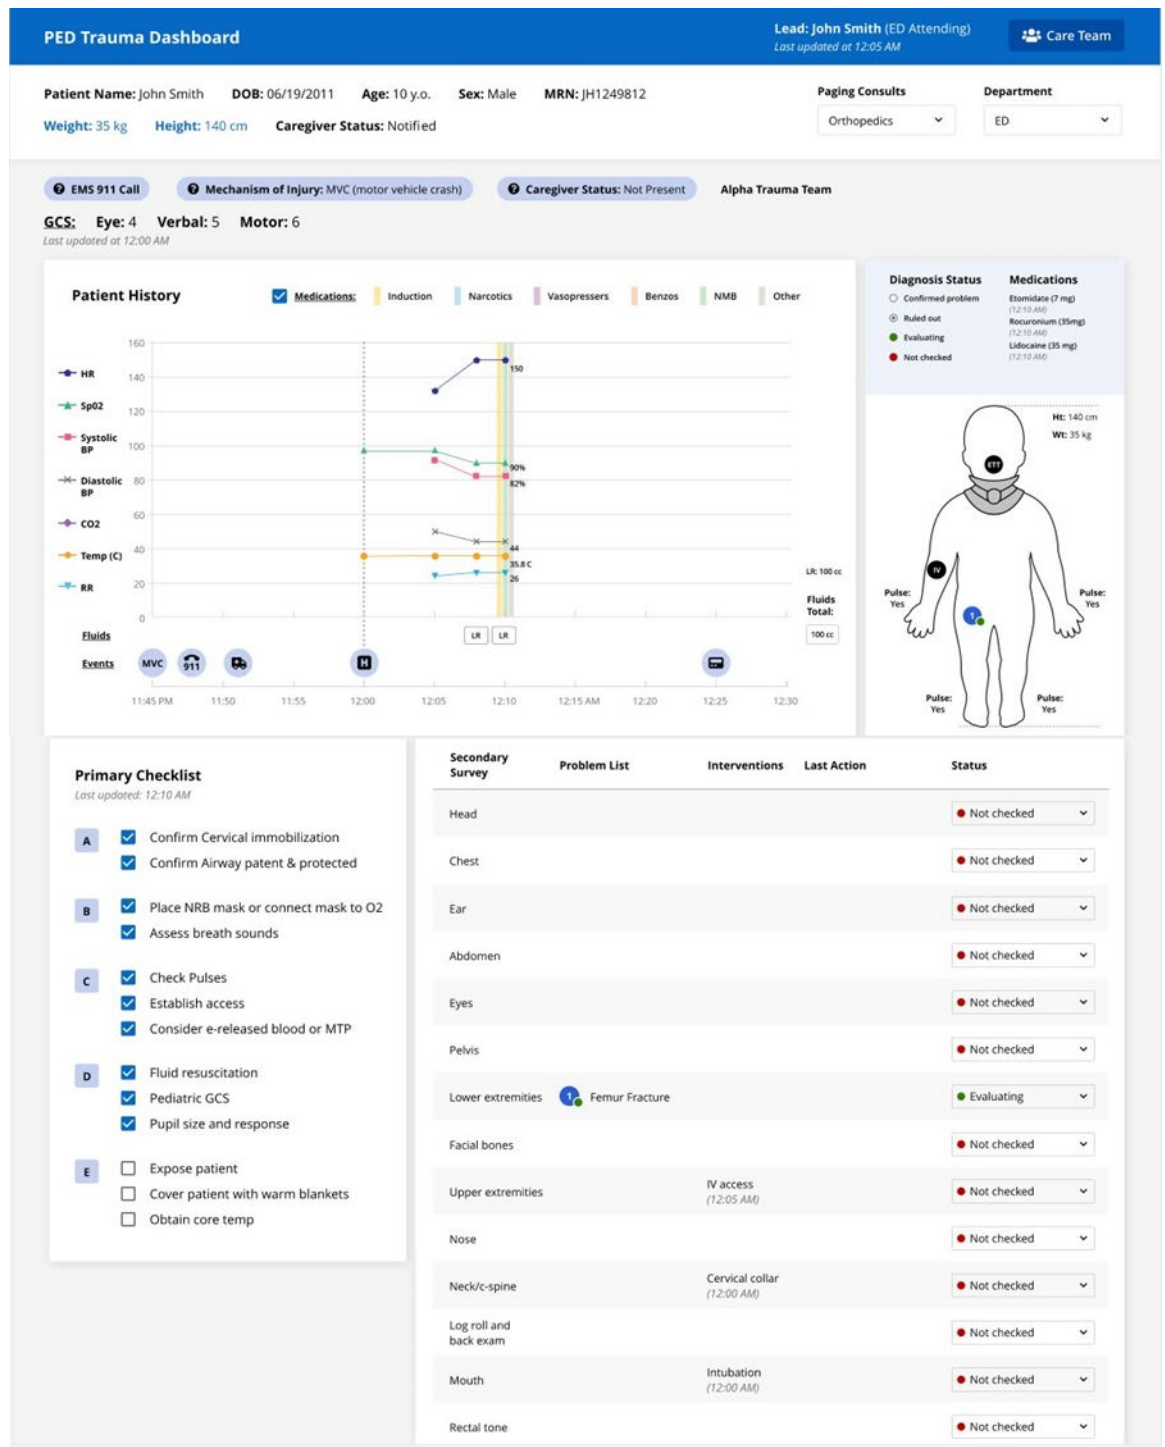 PED Trauma Dashboard
Lead: John Smith (ED Attending)
Last updated at 12:05 AM
Care Team
Patient Name: John Smith DOB: 06/19/2011 Age: 10 y.o. Sex: Male MRN: JH1249812
Weight: 35 kg Height: 140 cm Caregiver Status: Notified
Paging Consults
Orthopedics
Department
ED
EMS 911 Call
Mechanism of Injury: MVC (motor vehicle crash)
Caregiver Status: Not Present
Alpha Trauma Team
GCS: Eye: 4 Verbal: 5 Motor: 6
Last updated at 12:00 AM
Patient History
Medications: Induction Narcotics Vasopressers Benzos NMB Other
HR
Sp02
Systolic
BP
Diastolic
BP
CO2
Temp (C)
RR
160
140
120
100
80
60
40
20
0
150
90%
82%
44
35.8 C
26
LR: 100 cc
Fluids
Total:
100 cc
Fluids
LR LR
Events
MVC 911 H
11:45 PM 11:50 11:55 12:00 12:05 12:10 12:15 AM 12:20 12:25 12:30
Diagnosis Status
Confirmed problem
Ruled out
Evaluating
Not checked
Medications
Etomidate (7 mg)
(12:10 AM)
Rocuronium (35mg)
(12:10 AM)
Lidocaine (35 mg)
(12:10 AM)
Ht: 140 cm
Wt: 35 kg
ETT
IV
1
Pulse:
Yes
Pulse:
Yes
Pulse:
Yes
Pulse:
Yes
Primary Checklist
Last updated: 12:10 AM
A
Confirm Cervical immobilization
Confirm Airway patent & protected
B
Place NRB mask or connect mask to O2
Assess breath sounds
C
Check Pulses
Establish access
Consider e-released blood or MTP
D
Fluid resuscitation
Pediatric GCS
Pupil size and response
E
Expose patient
Cover patient with warm blankets
Obtain core temp
Secondary
Survey
Problem List
Interventions
Last Action
Status
Head Not checked
Chest Not checked
Ear Not checked
Abdomen Not checked
Eyes Not checked
Pelvis Not checked
Lower extremities 1 Femur Fracture Evaluating
Facial bones Not checked
Upper extremities IV access Not checked
(12:05 AM)
Nose Not checked
Neck/c-spine Cervical collar Not checked
(12:00 AM)
Log roll and
back exam Not checked
Mouth Intubation Not checked
(12:00 AM)
Rectal tone Not checked